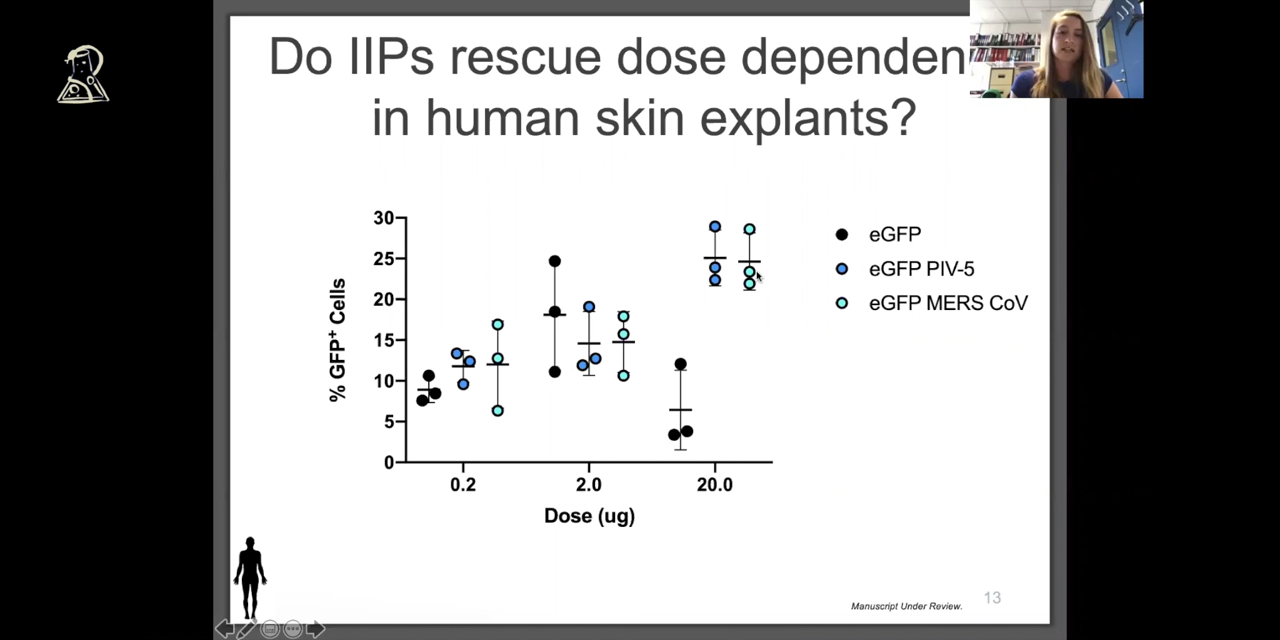 Do IIPs rescue dose dependen
in human skin explants?
30
25
20
15
10
5
0
% GFP+ Cells
0.2
2.0
20.0
Dose (ug)
eGFP
eGFP PIV-5
eGFP MERS CoV
Manuscript Under Review.
13